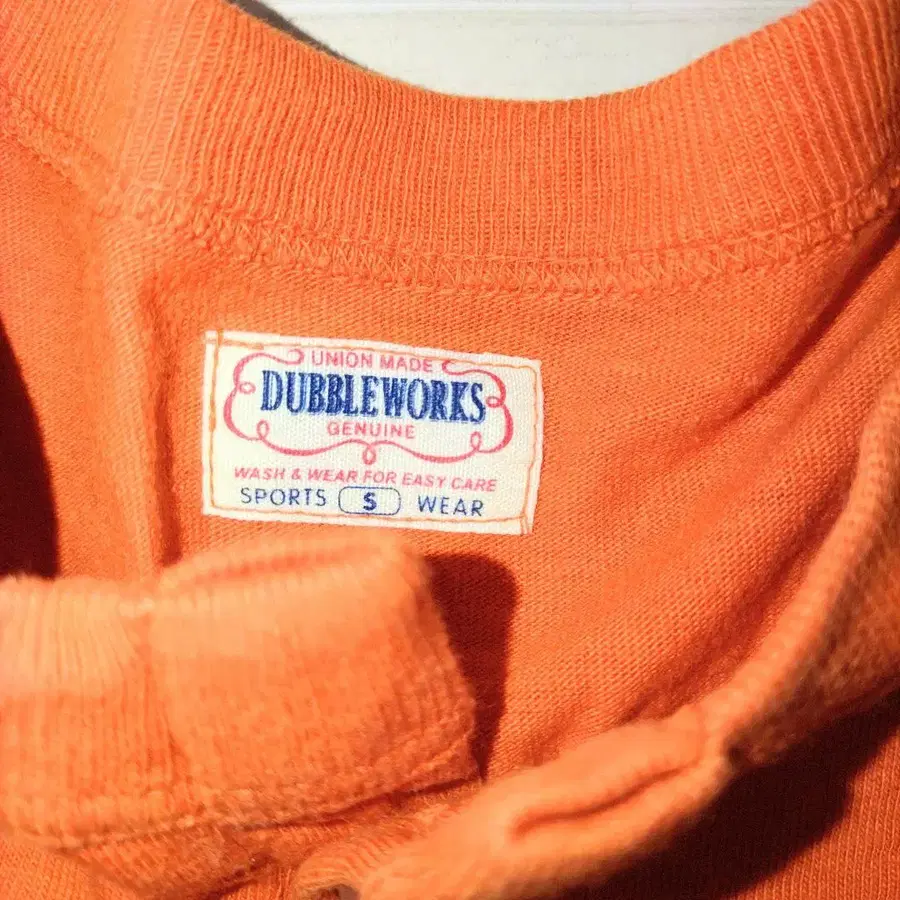 UNION MADE
DUBBLEWORKS
GENUINE
WASH & WEAR FOR EASY CARE
SPORTS S WEAR